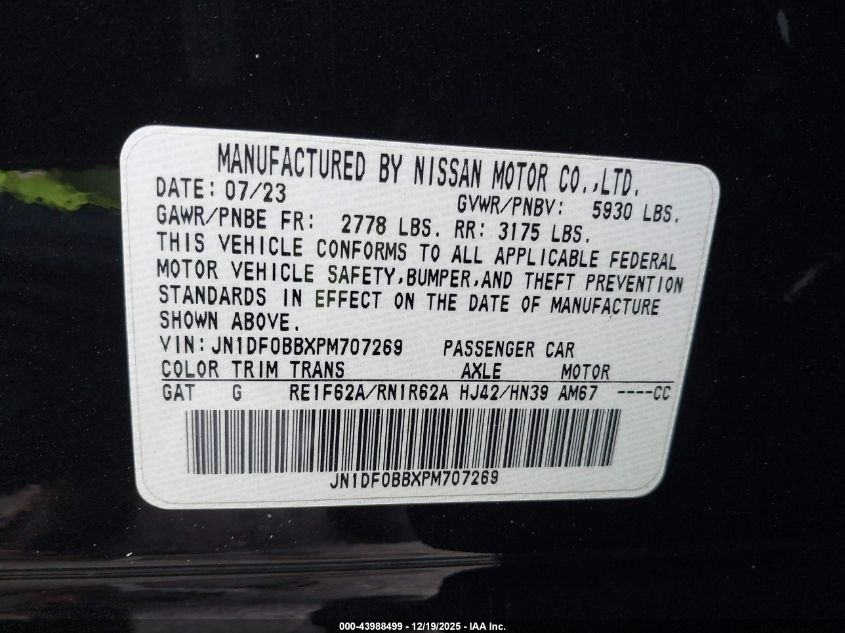 MANUFACTURED BY NISSAN MOTOR CO.,LTD.
DATE: 07/23 GVWR/PNBV: 5930 LBS.
GAWR/PNBE FR: 2778 LBS. RR: 3175 LBS.
THIS VEHICLE CONFORMS TO ALL APPLICABLE FEDERAL
MOTOR VEHICLE SAFETY,BUMPER,AND THEFT PREVENTION
STANDARDS IN EFFECT ON THE DATE OF MANUFACTURE
SHOWN ABOVE.
VIN: JN1DF0BBXPM707269 PASSENGER CAR
COLOR TRIM TRANS AXLE MOTOR
GAT G RE1F62A/RN1R62A HJ42/HN39 AM67 ----CC
JN1DF0BBXPM707269
000-43988499 - 12/19/2025 - IAA Inc.